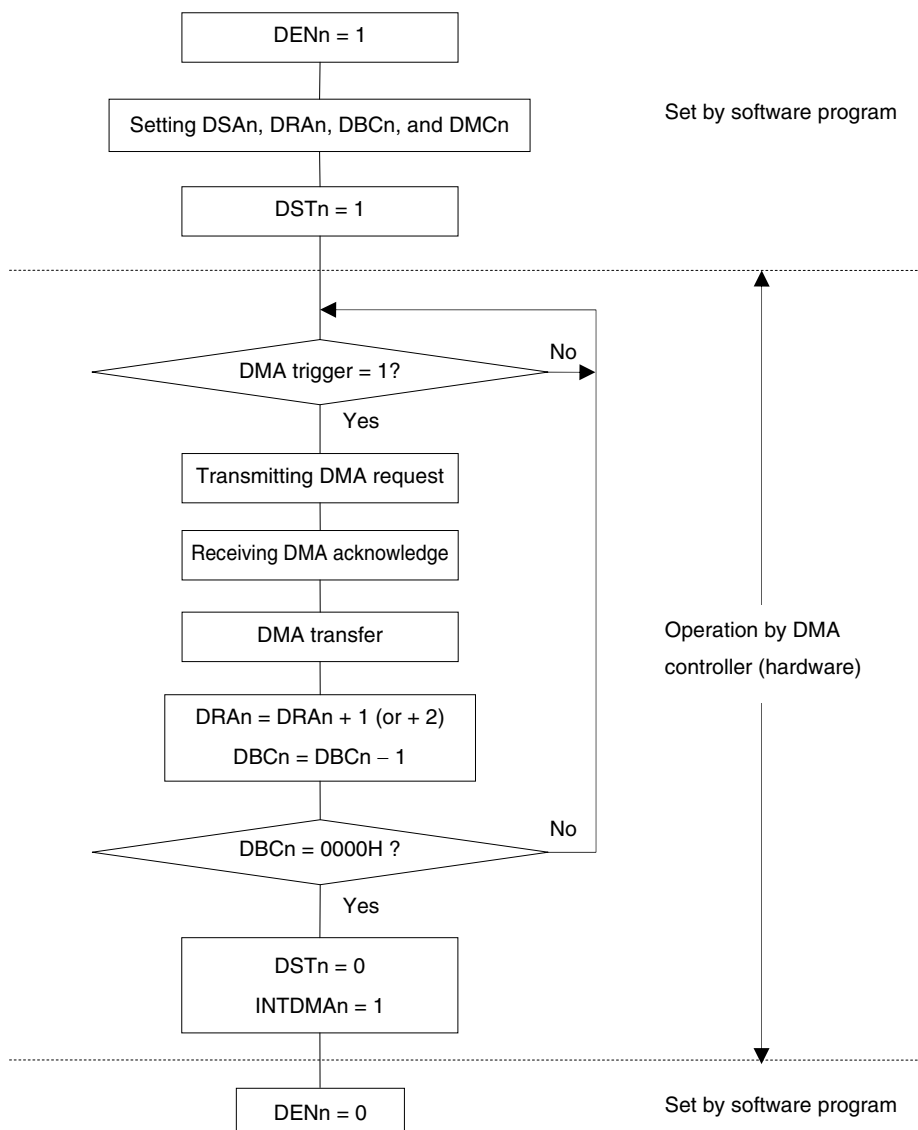 DENn = 1
Setting DSAn, DRAn, DBCn, and DMCn
Set by software program
DSTn = 1
DMA trigger = 1?
No
Yes
Transmitting DMA request
Receiving DMA acknowledge
DMA transfer
Operation by DMA
controller (hardware)
DRAn = DRAn + 1 (or + 2)
DBCn = DBCn − 1
DBCn = 0000H ?
No
Yes
DSTn = 0
INTDMAn = 1
DENn = 0
Set by software program